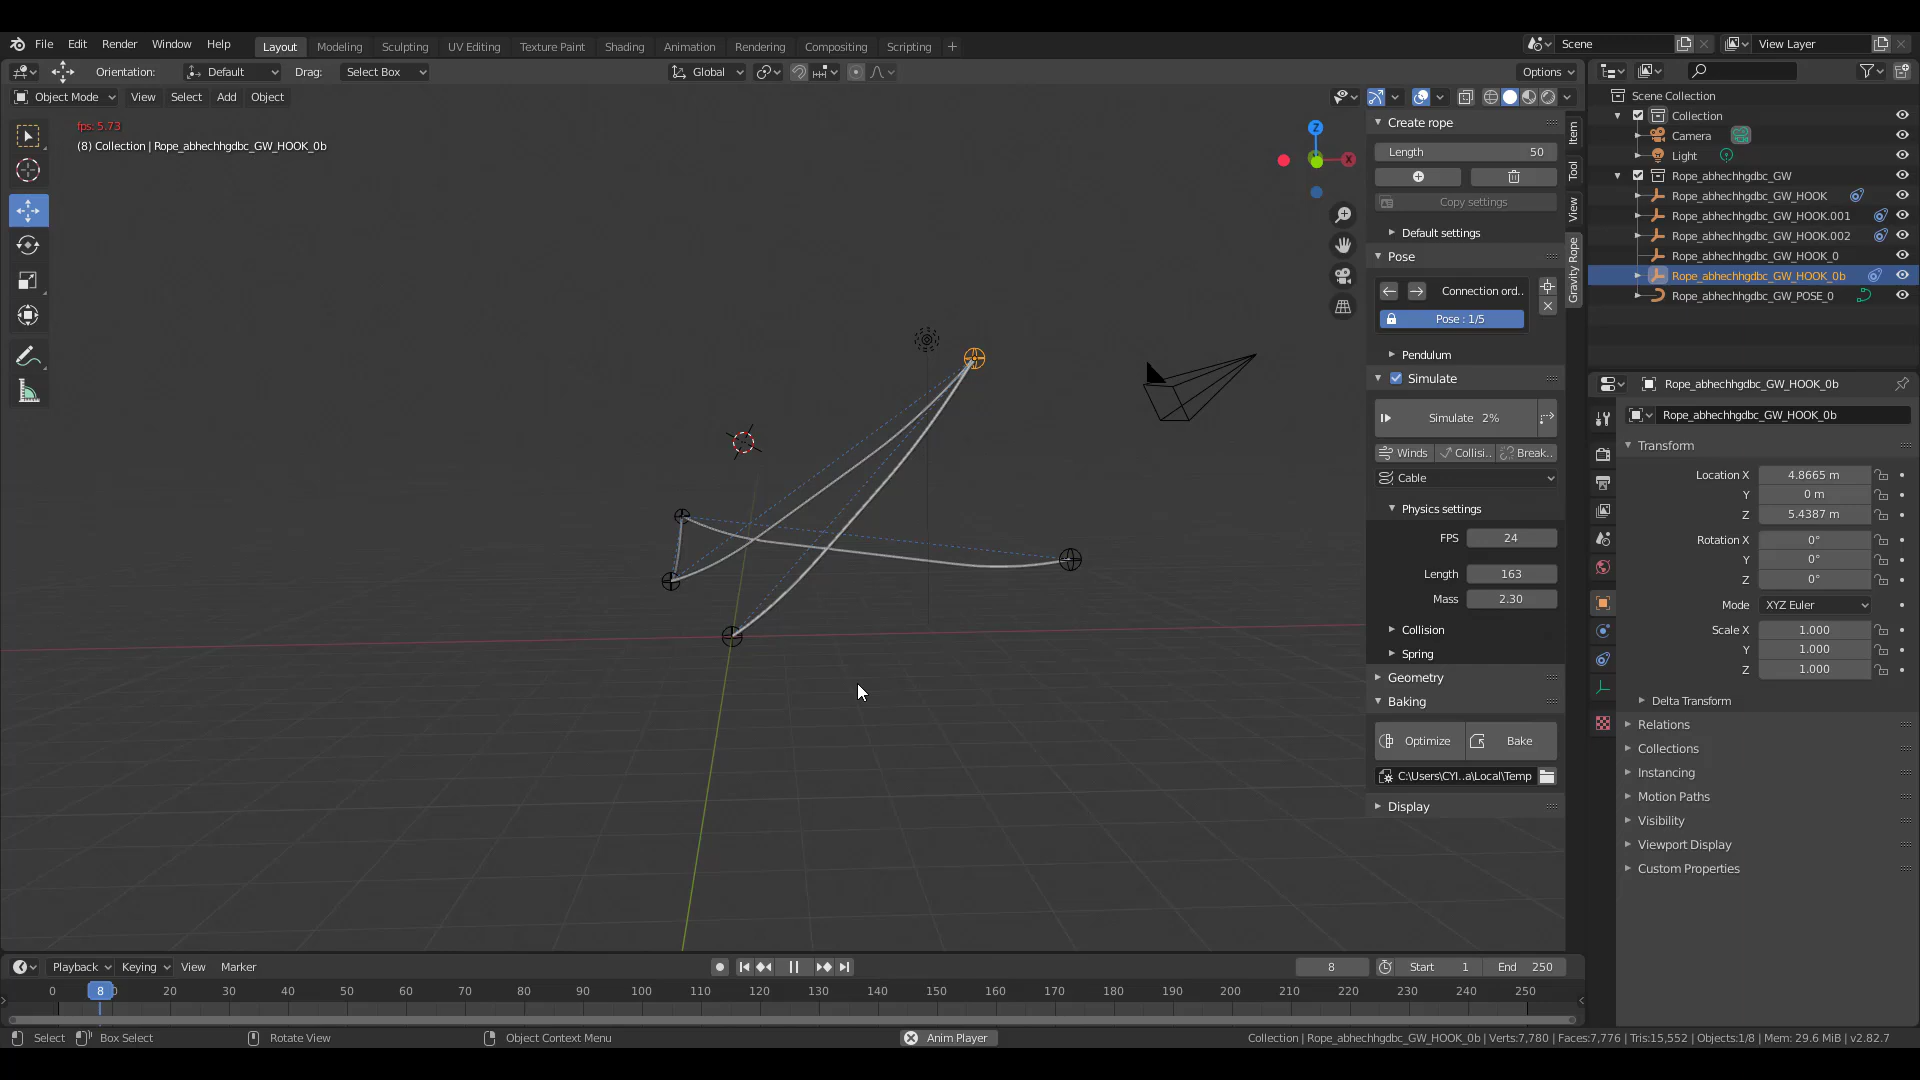 File Edit Render Window Help Layout Modeling Sculpting UV Editing Texture Paint Shading Animation Rendering Compositing Scripting + Scene View Layer
Orientation: Default Drag: Select Box Global Options
Object Mode View Select Add Object
fps: 5.73
(8) Collection | Rope_abhechhgdbc_GW_HOOK_0b
Z
X
Create rope
Length 50
Copy settings
Default settings
Pose
Connection ord..
Pose : 1/5
Pendulum
Simulate
Simulate 2%
Winds Collisi.. Break..
Cable
Physics settings
FPS 24
Length 163
Mass 2.30
Collision
Spring
Geometry
Baking
Optimize Bake
C:\Users\CYI..a\Local\Temp
Display
Item
Tool
View
Gravity Rope
Scene Collection
Collection
Camera
Light
Rope_abhechhgdbc_GW
Rope_abhechhgdbc_GW_HOOK
Rope_abhechhgdbc_GW_HOOK.001
Rope_abhechhgdbc_GW_HOOK.002
Rope_abhechhgdbc_GW_HOOK_0
Rope_abhechhgdbc_GW_HOOK_0b
Rope_abhechhgdbc_GW_POSE_0
Rope_abhechhgdbc_GW_HOOK_0b
Rope_abhechhgdbc_GW_HOOK_0b
Transform
Location X 4.8665 m
Y 0 m
Z 5.4387 m
Rotation X 0°
Y 0°
Z 0°
Mode XYZ Euler
Scale X 1.000
Y 1.000
Z 1.000
Delta Transform
Relations
Collections
Instancing
Motion Paths
Visibility
Viewport Display
Custom Properties
Playback Keying View Marker 8 Start 1 End 250
0 8 20 30 40 50 60 70 80 90 100 110 120 130 140 150 160 170 180 190 200 210 220 230 240 250
Select Box Select Rotate View Object Context Menu Anim Player Collection | Rope_abhechhgdbc_GW_HOOK_0b | Verts:7,780 | Faces:7,776 | Tris:15,552 | Objects:1/8 | Mem: 29.6 MiB | v2.82.7